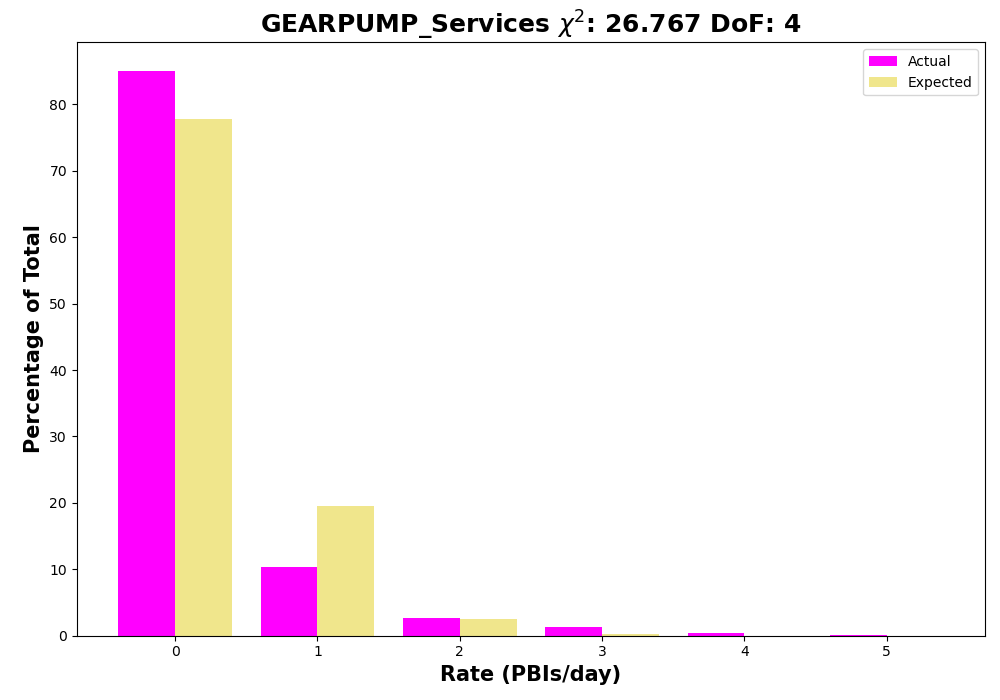 GEARPUMP_Services χ²: 26.767 DoF: 4
Actual
Expected
Percentage of Total
80
70
60
50
40
30
20
10
0
0 1 2 3 4 5
Rate (PBIs/day)